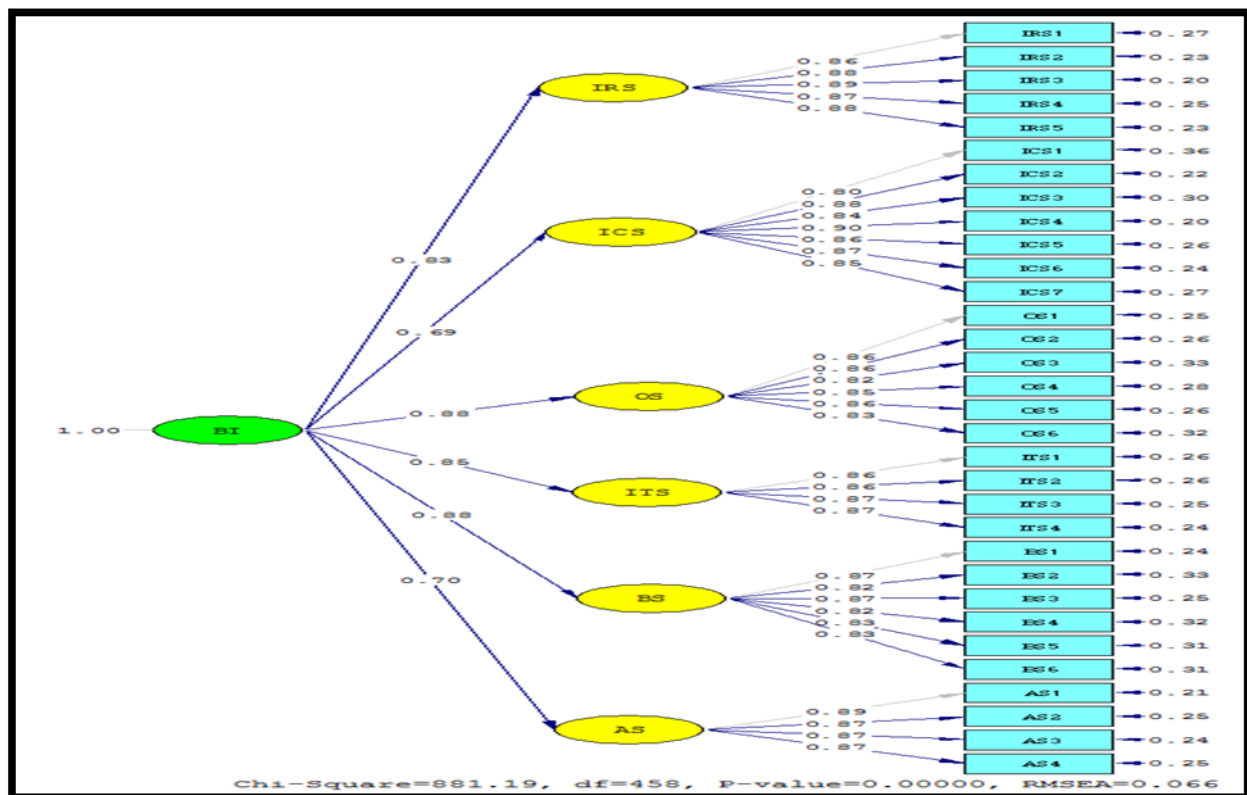 IRS1 0.27
0.86 IRS2 0.23
0.88
IRS 0.89 IRS3 0.20
0.87 IRS4 0.25
0.88
IRS5 0.23
ICS1 0.36
ICS2 0.22
0.80
0.88 ICS3 0.30
0.84
ICS 0.90 ICS4 0.20
0.86 ICS5 0.26
0.83 0.87
0.85 ICS6 0.24
ICS7 0.27
OS1 0.25
0.69 OS2 0.26
0.86
0.86 OS3 0.33
0.82
OS 0.85 OS4 0.28
0.88 0.86 OS5 0.26
0.83
1.00 BI OS6 0.32
ITS1 0.26
0.85 0.86
0.86 ITS2 0.26
ITS 0.87 ITS3 0.25
0.88 0.87
ITS4 0.24
BS1 0.24
0.70 0.87 BS2 0.33
0.82
BS 0.87 BS3 0.25
0.82
0.83 BS4 0.32
0.83
BS5 0.31
BS6 0.31
AS1 0.21
0.89 AS2 0.25
AS 0.87
0.87 AS3 0.24
0.87
AS4 0.25
Chi-Square=881.19, df=458, P-value=0.00000, RMSEA=0.066